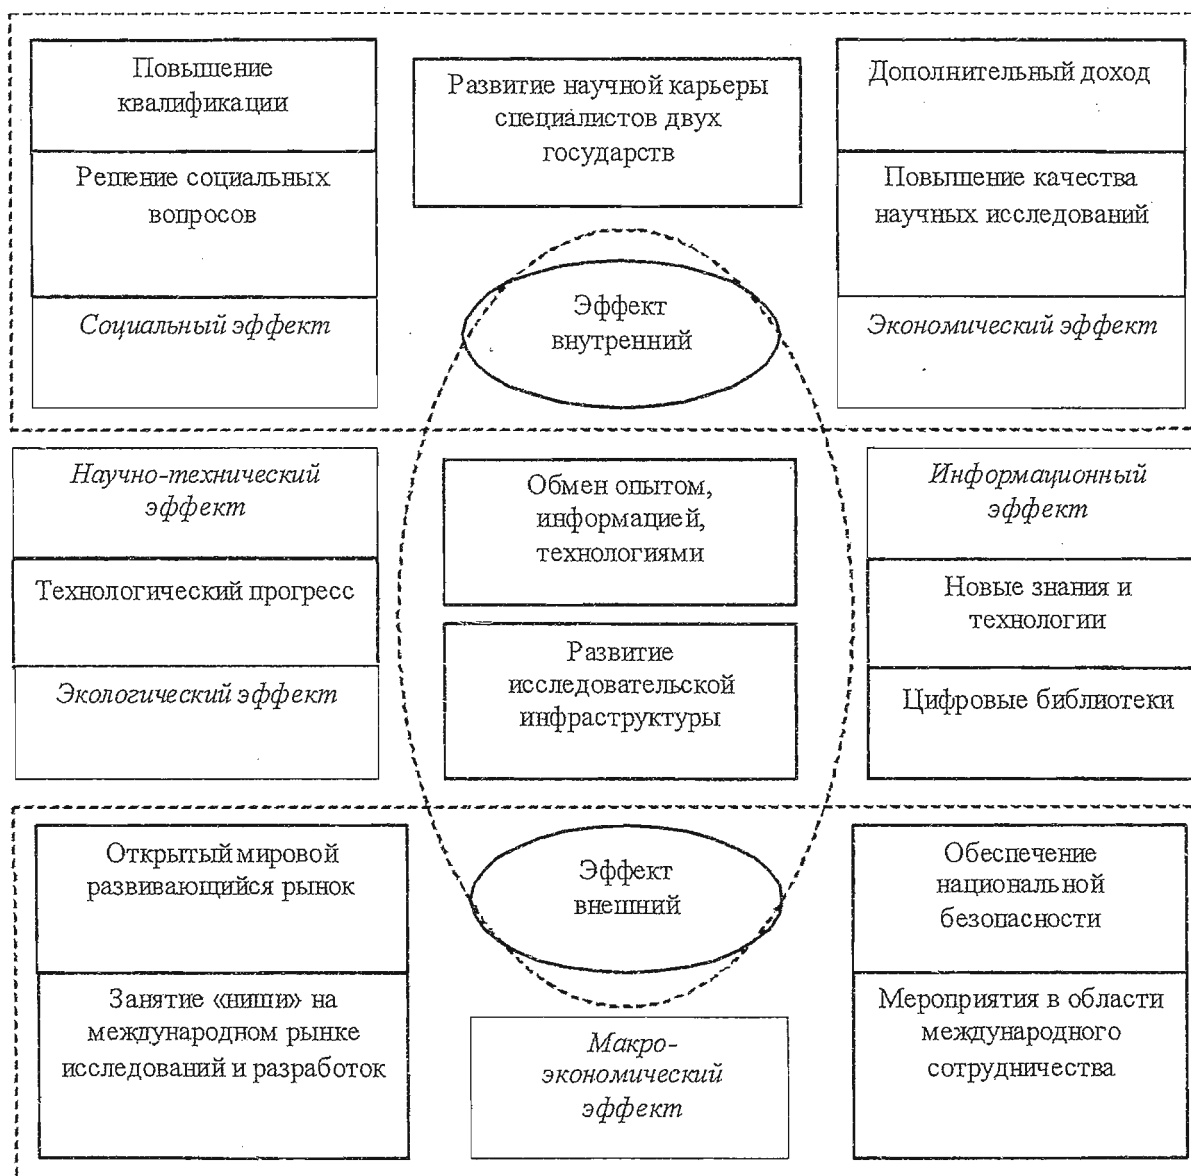 Повышение
квалификации
Решение социальных
вопросов
Социальный эффект
Развитие научной карьеры
специалистов двух
государств
Дополнительный доход
Повышение качества
научных исследований
Экономический эффект
Эффект
внутренний
Научно-технический
эффект
Технологический прогресс
Экологический эффект
Обмен опытом,
информацией,
технологиями
Развитие
исследовательской
инфраструктуры
Информационный
эффект
Новые знания и
технологии
Цифровые библиотеки
Открытый мировой
развивающийся рынок
Занятие «ниши» на
международном рынке
исследований и разработок
Эффект
внешний
Макро-
экономический
эффект
Обеспечение
национальной
безопасности
Мероприятия в области
международного
сотрудничества